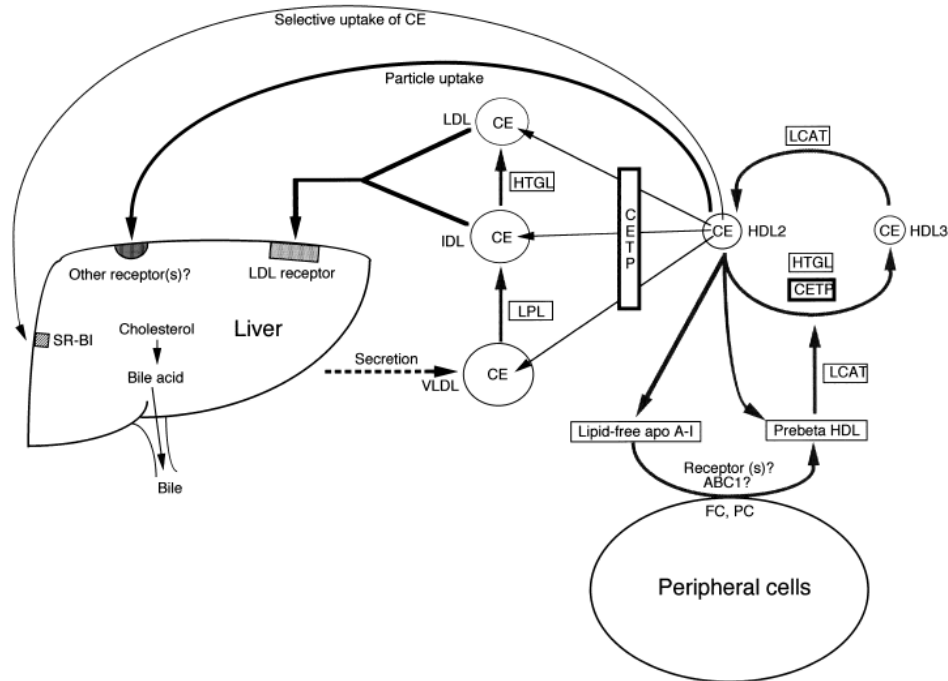 Selective uptake of CE
Particle uptake
LDL
CE
LCAT
HTGL
CETP
CE
HDL2
CE
HDL3
IDL
CE
HTGL
CETP
Other receptor(s)?
LDL receptor
LPL
SR-BI
Cholesterol
Liver
Secretion
VLDL
CE
LCAT
Bile acid
Lipid-free apo A-I
Prebeta HDL
Receptor (s)?
ABC1?
Bile
FC, PC
Peripheral cells